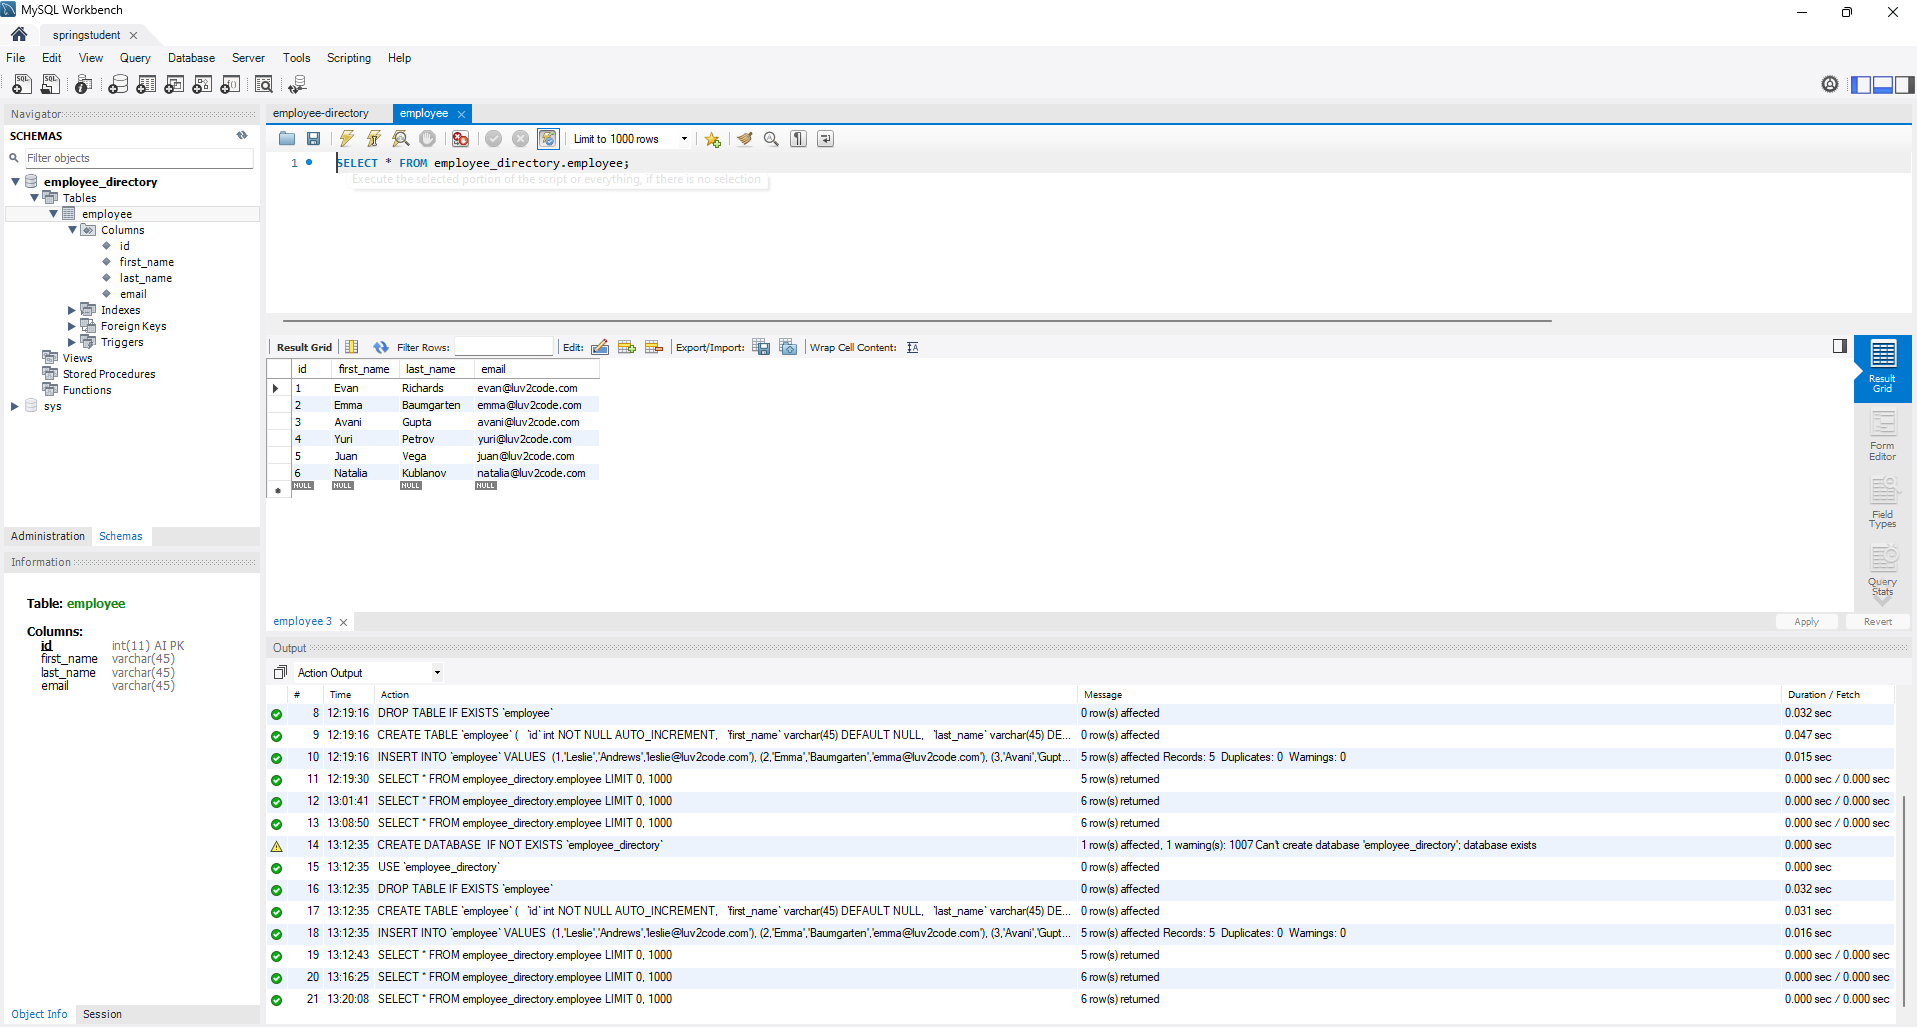 MySQL Workbench
springstudent
File Edit View Query Database Server Tools Scripting Help
Navigator
SCHEMAS
Filter objects
employee_directory
Tables
employee
Columns
id
first_name
last_name
email
Indexes
Foreign Keys
Triggers
Views
Stored Procedures
Functions
sys
Administration Schemas
Information
Table: employee
Columns:
id int(11) AI PK
first_name varchar(45)
last_name varchar(45)
email varchar(45)
Object Info Session
employee-directory employee
Limit to 1000 rows
1 SELECT * FROM employee_directory.employee;
Execute the selected portion of the script or everything, if there is no selection
Result Grid Filter Rows: Edit: Export/Import: Wrap Cell Content:
id first_name last_name email
1 Evan Richards evan@luv2code.com
2 Emma Baumgarten emma@luv2code.com
3 Avani Gupta avani@luv2code.com
4 Yuri Petrov yuri@luv2code.com
5 Juan Vega juan@luv2code.com
6 Natalia Kublanov natalia@luv2code.com
NULL NULL NULL NULL
Result
Grid
Form
Editor
Field
Types
Query
Stats
employee 3
Apply Revert
Output
Action Output
# Time Action Message Duration / Fetch
8 12:19:16 DROP TABLE IF EXISTS `employee` 0 row(s) affected 0.032 sec
9 12:19:16 CREATE TABLE `employee` ( `id` int NOT NULL AUTO_INCREMENT, `first_name` varchar(45) DEFAULT NULL, `last_name` varchar(45) DE... 0 row(s) affected 0.047 sec
10 12:19:16 INSERT INTO `employee` VALUES (1,'Leslie','Andrews','leslie@luv2code.com'), (2,'Emma','Baumgarten','emma@luv2code.com'), (3,'Avani','Gupt... 5 row(s) affected Records: 5 Duplicates: 0 Warnings: 0 0.015 sec
11 12:19:30 SELECT * FROM employee_directory.employee LIMIT 0, 1000 5 row(s) returned 0.000 sec / 0.000 sec
12 13:01:41 SELECT * FROM employee_directory.employee LIMIT 0, 1000 6 row(s) returned 0.000 sec / 0.000 sec
13 13:08:50 SELECT * FROM employee_directory.employee LIMIT 0, 1000 6 row(s) returned 0.000 sec / 0.000 sec
14 13:12:35 CREATE DATABASE IF NOT EXISTS `employee_directory` 1 row(s) affected, 1 warning(s): 1007 Can't create database 'employee_directory'; database exists 0.000 sec
15 13:12:35 USE `employee_directory` 0 row(s) affected 0.000 sec
16 13:12:35 DROP TABLE IF EXISTS `employee` 0 row(s) affected 0.032 sec
17 13:12:35 CREATE TABLE `employee` ( `id` int NOT NULL AUTO_INCREMENT, `first_name` varchar(45) DEFAULT NULL, `last_name` varchar(45) DE... 0 row(s) affected 0.031 sec
18 13:12:35 INSERT INTO `employee` VALUES (1,'Leslie','Andrews','leslie@luv2code.com'), (2,'Emma','Baumgarten','emma@luv2code.com'), (3,'Avani','Gupt... 5 row(s) affected Records: 5 Duplicates: 0 Warnings: 0 0.016 sec
19 13:12:43 SELECT * FROM employee_directory.employee LIMIT 0, 1000 5 row(s) returned 0.000 sec / 0.000 sec
20 13:16:25 SELECT * FROM employee_directory.employee LIMIT 0, 1000 6 row(s) returned 0.000 sec / 0.000 sec
21 13:20:08 SELECT * FROM employee_directory.employee LIMIT 0, 1000 6 row(s) returned 0.000 sec / 0.000 sec